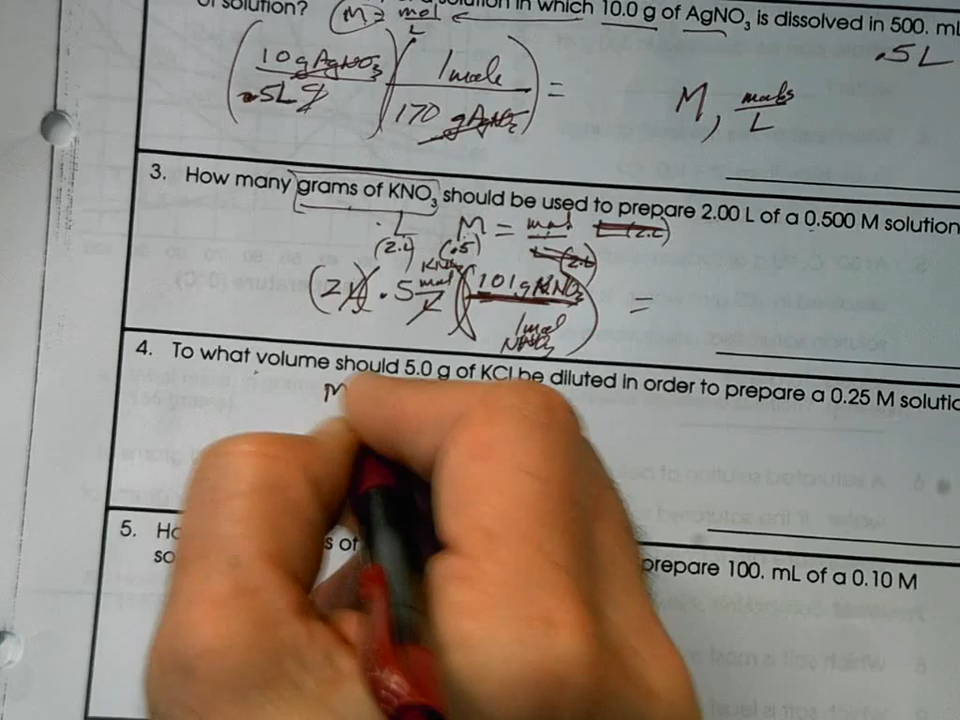 of solution? M = mol/L solution in which 10.0 g of AgNO3 is dissolved in 500. mL
.5L
(10 g AgNO3 / .5L) (1 mole / 170 g AgNO3) = M, moles/L
3. How many grams of KNO3 should be used to prepare 2.00 L of a 0.500 M solution
L M = mol
(2.L) (.5) (2.L)
(2L) .5 mol KNO3/L (101 g KNO3 / 1mol) =
4. To what volume should 5.0 g of KCl be diluted in order to prepare a 0.25 M solutio
M
5. Ho s of prepare 100. mL of a 0.10 M
so